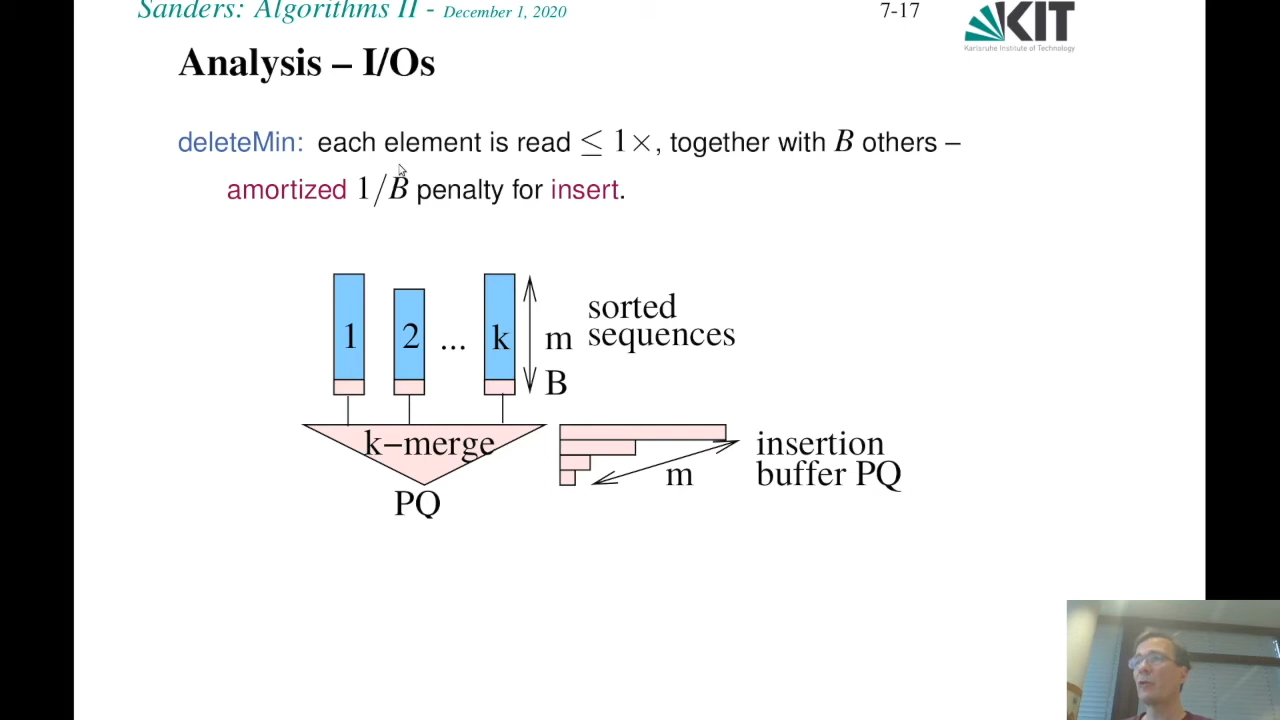 Sanders: Algorithms II - December 1, 2020
7-17
KIT
Karlsruhe Institute of Technology
Analysis – I/Os
deleteMin: each element is read ≤ 1×, together with B others –
amortized 1/B penalty for insert.
1 2 ... k m sorted sequences
B
k–merge
PQ
m
insertion
buffer PQ